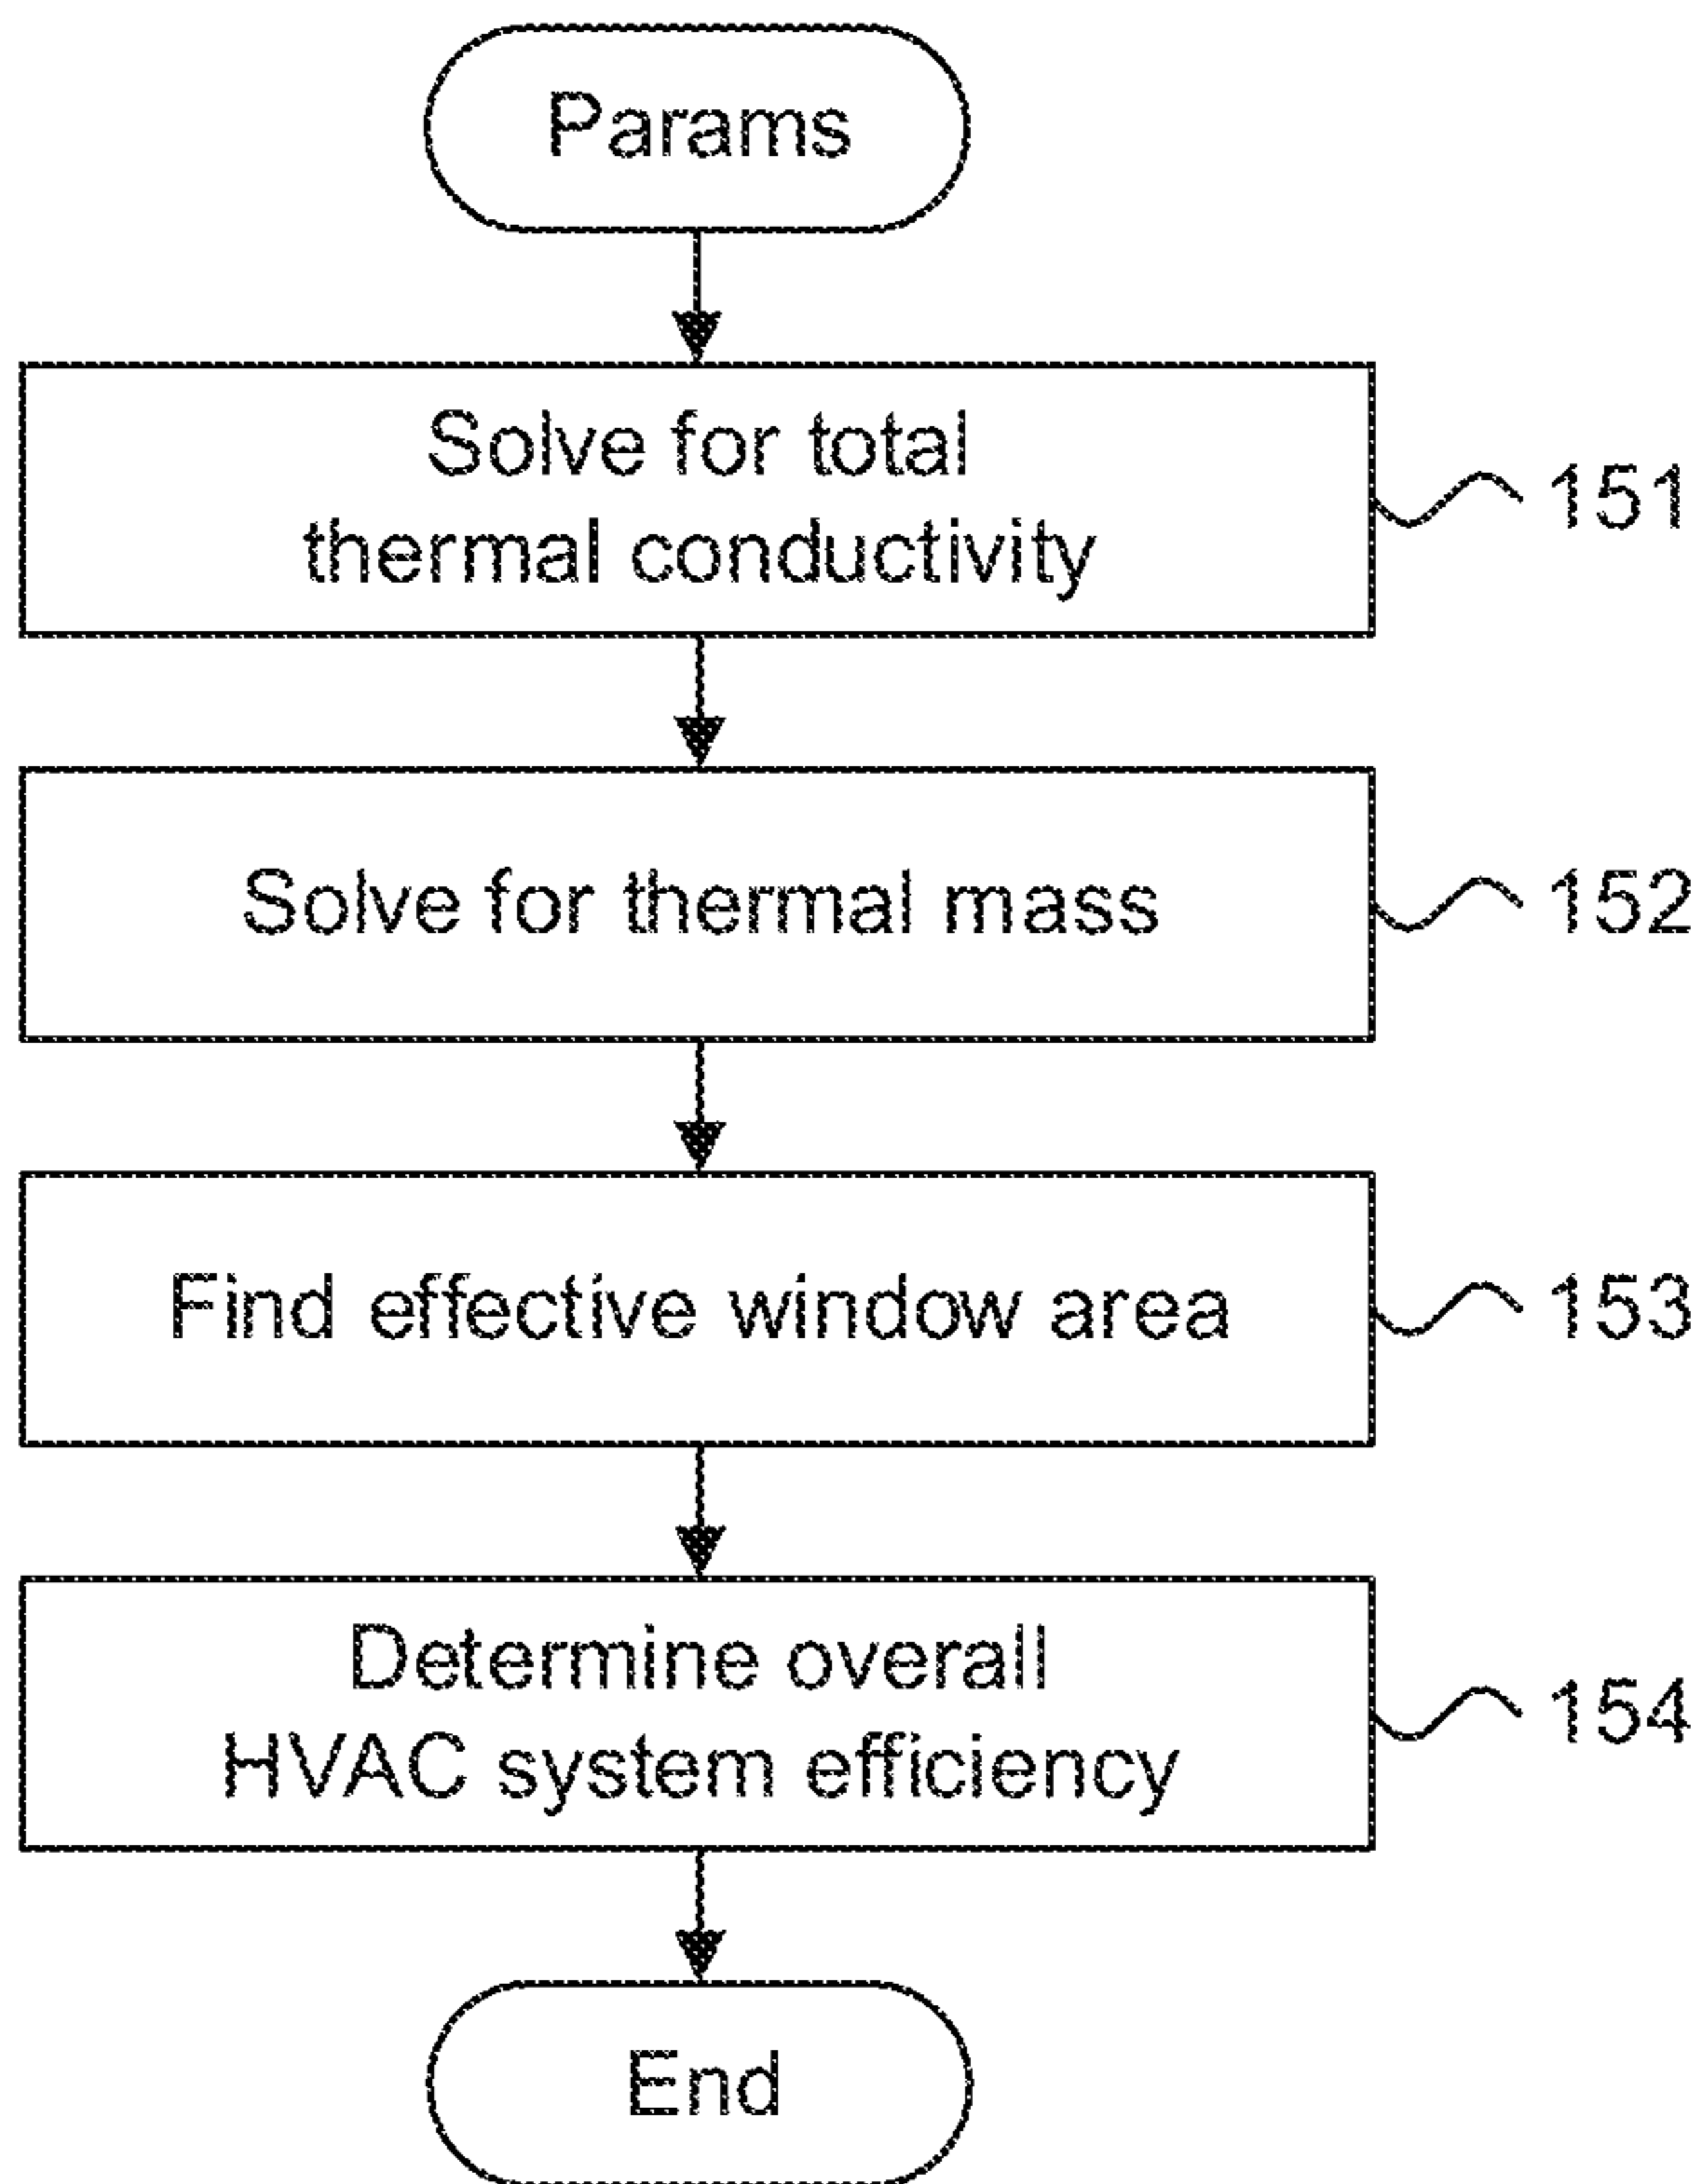 Params
Solve for total
thermal conductivity
151
Solve for thermal mass
152
Find effective window area
153
Determine overall
HVAC system efficiency
154
End